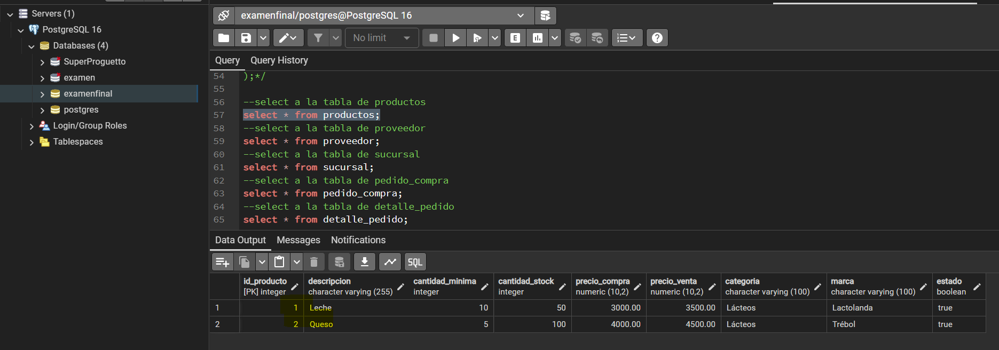 Servers (1)
PostgreSQL 16
Databases (4)
SuperProguetto
examen
examenfinal
postgres
Login/Group Roles
Tablespaces
examenfinal/postgres@PostgreSQL 16
No limit
E
?
Query Query History
54 );*/
55
56 --select a la tabla de productos
57 select * from productos;
58 --select a la tabla de proveedor
59 select * from proveedor;
60 --select a la tabla de sucursal
61 select * from sucursal;
62 --select a la tabla de pedido_compra
63 select * from pedido_compra;
64 --select a la tabla de detalle_pedido
65 select * from detalle_pedido;
Data Output Messages Notifications
SQL
id_producto descripcion cantidad_minima cantidad_stock precio_compra precio_venta categoria marca estado
[PK] integer character varying (255) integer integer numeric (10,2) numeric (10,2) character varying (100) character varying (100) boolean
1 1 Leche 10 50 3000.00 3500.00 Lácteos Lactolanda true
2 2 Queso 5 100 4000.00 4500.00 Lácteos Trébol true